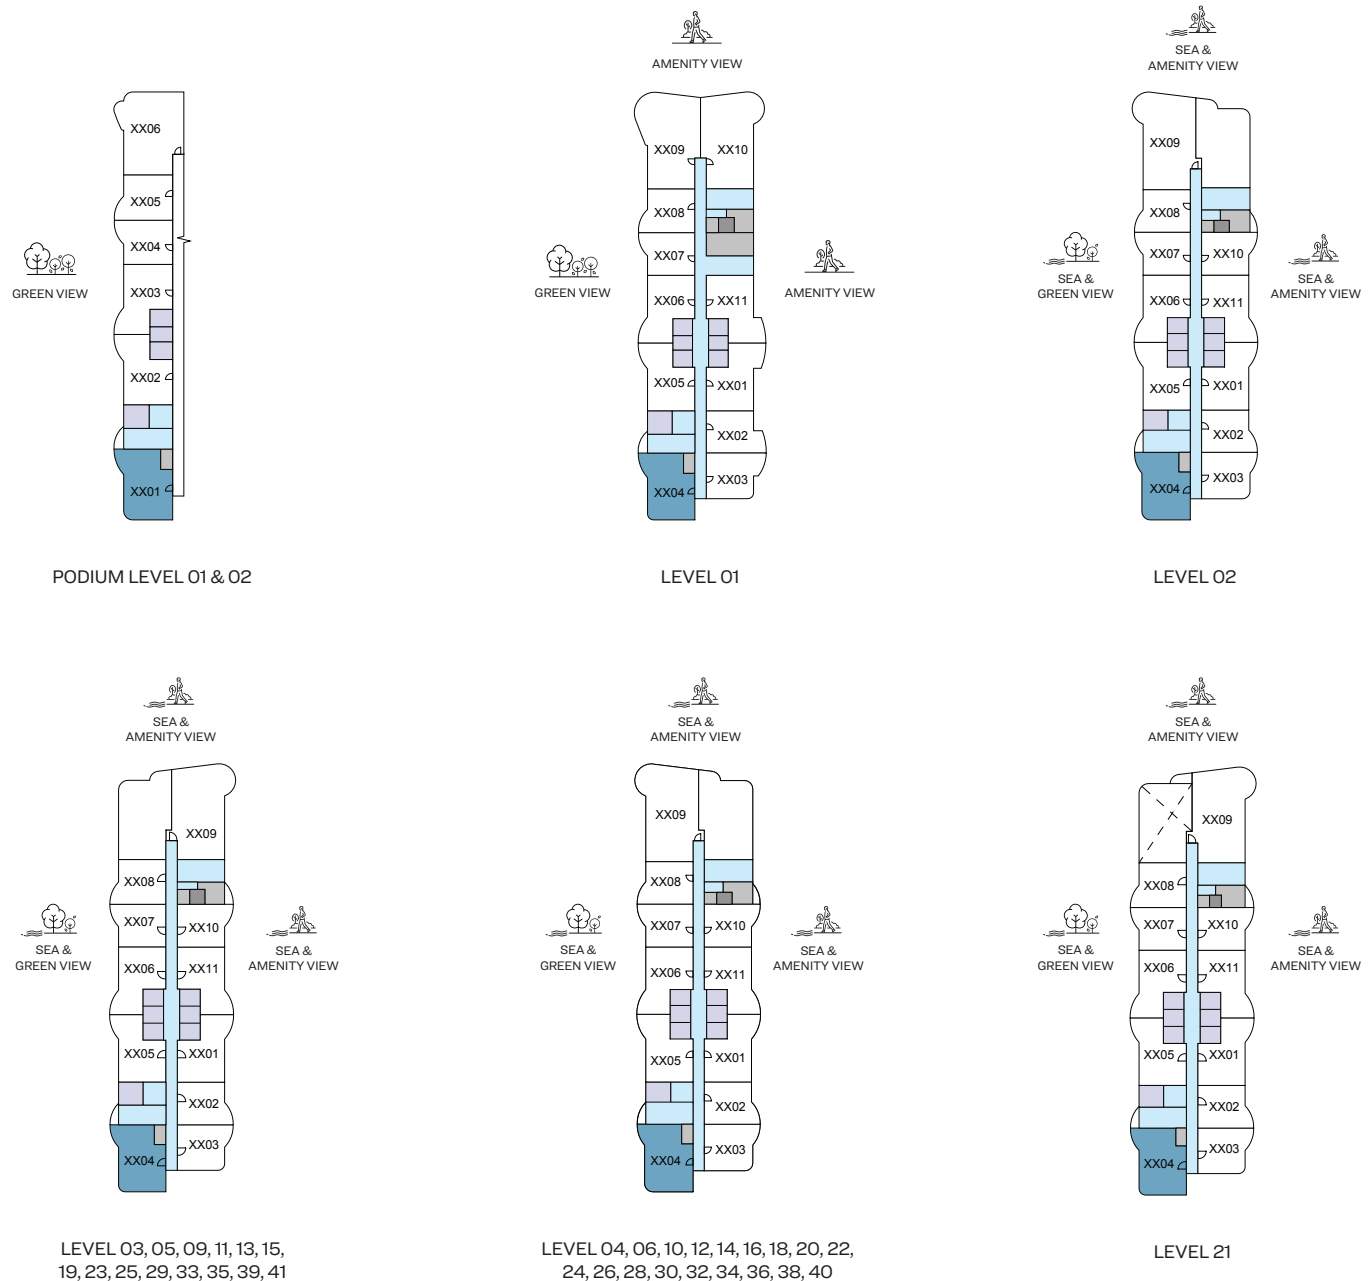 XX06
XX05
XX04
XX03
XX02
XX01
GREEN VIEW
PODIUM LEVEL 01 & 02
AMENITY VIEW
XX09 XX10
XX08
XX07
XX06 XX11
XX05 XX01
XX02
XX04 XX03
GREEN VIEW
AMENITY VIEW
LEVEL 01
SEA &
AMENITY VIEW
XX09
XX08
XX07 XX10
XX06 XX11
XX05 XX01
XX02
XX04 XX03
SEA &
GREEN VIEW
SEA &
AMENITY VIEW
LEVEL 02
SEA &
AMENITY VIEW
XX09
XX08
XX07 XX10
XX06 XX11
XX05 XX01
XX02
XX03
XX04
SEA &
GREEN VIEW
SEA &
AMENITY VIEW
LEVEL 03, 05, 09, 11, 13, 15,
19, 23, 25, 29, 33, 35, 39, 41
SEA &
AMENITY VIEW
XX09
XX08
XX07 XX10
XX06 XX11
XX05 XX01
XX02
XX03
XX04
SEA &
GREEN VIEW
SEA &
AMENITY VIEW
LEVEL 04, 06, 10, 12, 14, 16, 18, 20, 22,
24, 26, 28, 30, 32, 34, 36, 38, 40
SEA &
AMENITY VIEW
XX09
XX08
XX07 XX10
XX06 XX11
XX05 XX01
XX02
XX03
XX04
SEA &
GREEN VIEW
SEA &
AMENITY VIEW
LEVEL 21